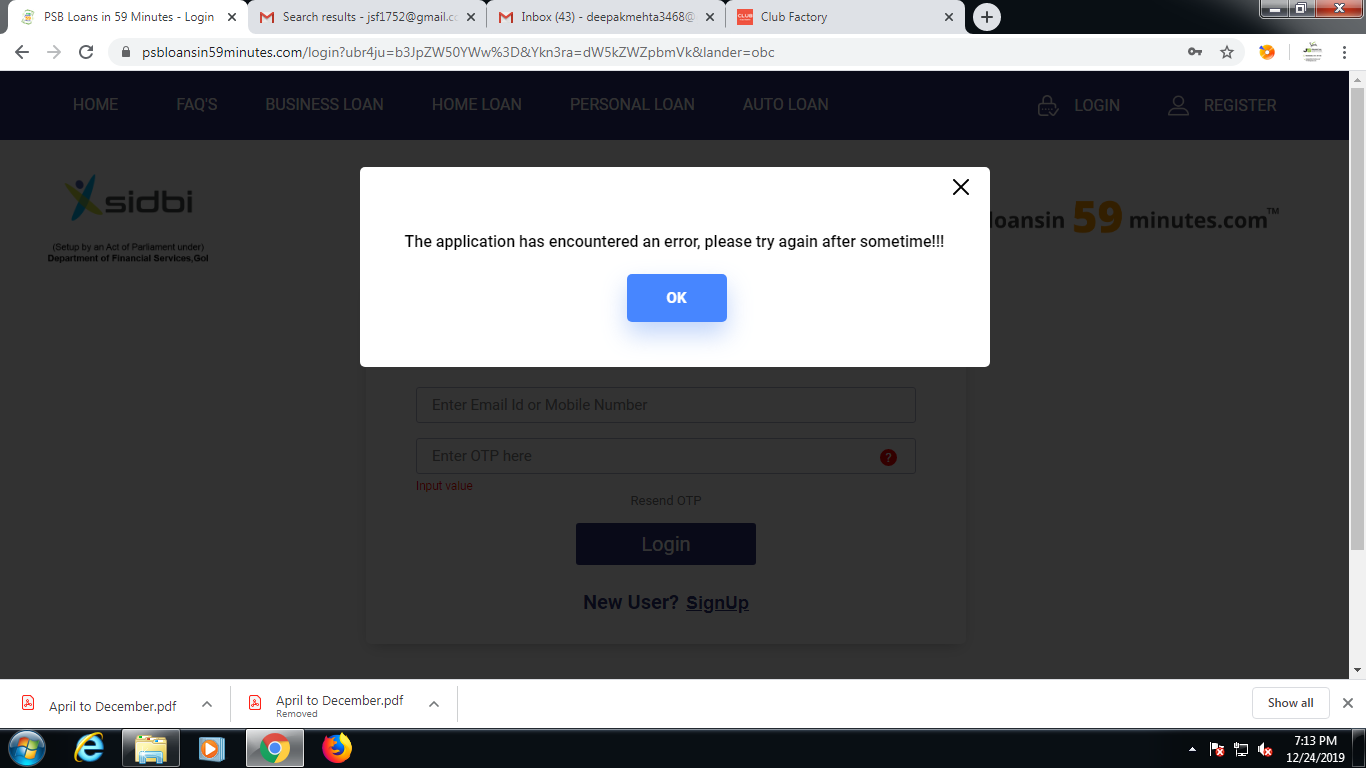 PSB Loans in 59 Minutes - Login
Search results - jsf1752@gmail.cc
Inbox (43) - deepakmehta3468@
CLUB
Club Factory
psbloansin59minutes.com/login?ubr4ju=b3JpZW50YWw%3D&Ykn3ra=dW5kZWZpbmVk&lander=obc
HOME FAQ'S BUSINESS LOAN HOME LOAN PERSONAL LOAN AUTO LOAN LOGIN REGISTER
sidbi
(Setup by an Act of Parliament under)
Department of Financial Services,GoI
loansin 59 minutes.com™
The application has encountered an error, please try again after sometime!!!
OK
Enter Email Id or Mobile Number
Enter OTP here
?
Input value
Resend OTP
Login
New User? SignUp
April to December.pdf
April to December.pdf
Removed
Show all
7:13 PM
12/24/2019